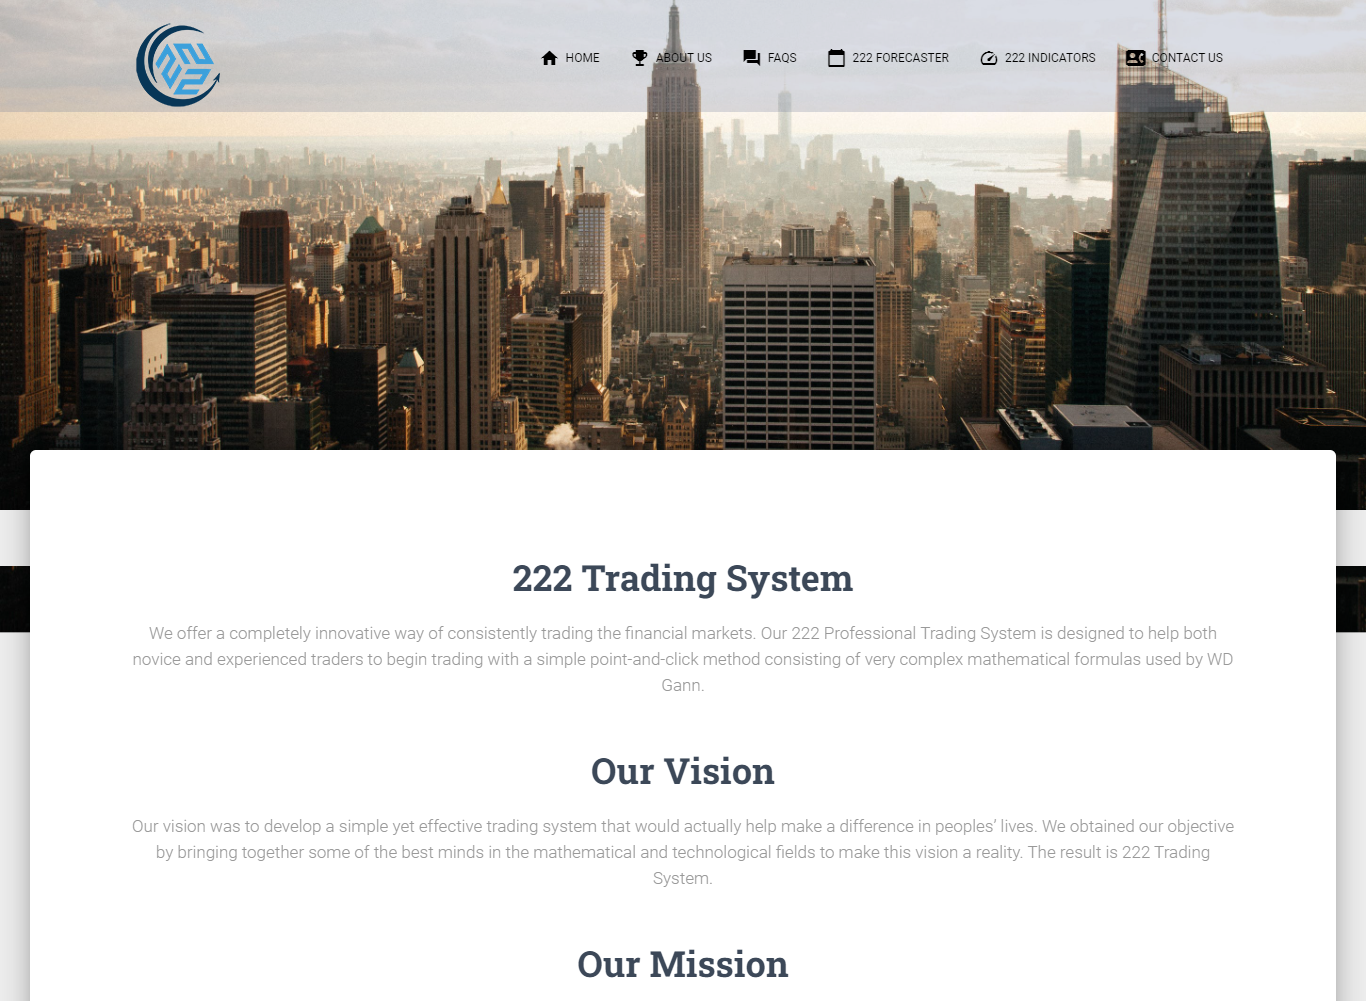 HOME
ABOUT US
FAQS
222 FORECASTER
222 INDICATORS
CONTACT US
222 Trading System
We offer a completely innovative way of consistently trading the financial markets. Our 222 Professional Trading System is designed to help both
novice and experienced traders to begin trading with a simple point-and-click method consisting of very complex mathematical formulas used by WD
Gann.
Our Vision
Our vision was to develop a simple yet effective trading system that would actually help make a difference in peoples’ lives. We obtained our objective
by bringing together some of the best minds in the mathematical and technological fields to make this vision a reality. The result is 222 Trading
System.
Our Mission